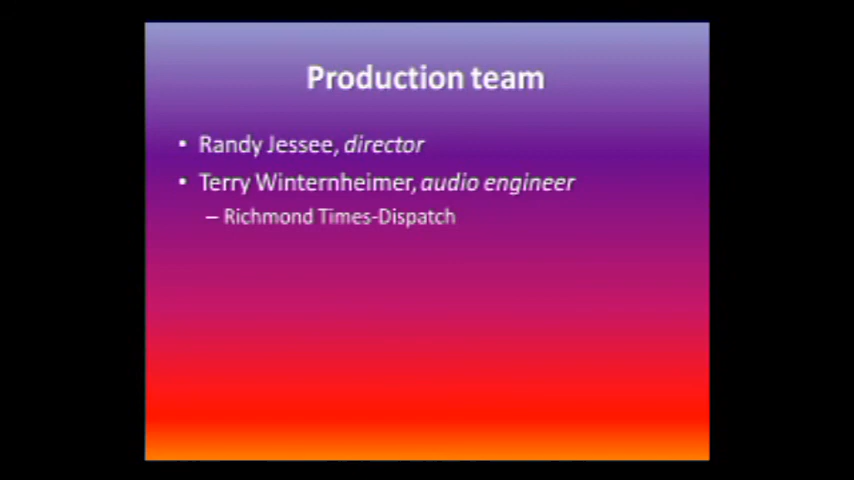 Production team
• Randy Jessee, director
• Terry Winternheimer, audio engineer
– Richmond Times-Dispatch